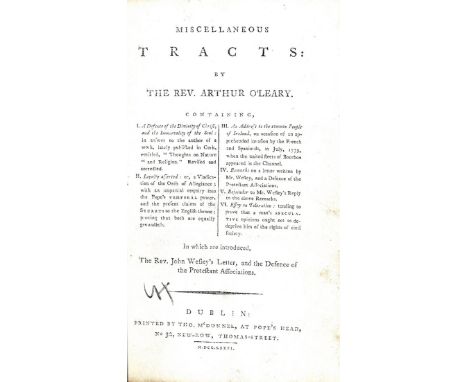 MISCELLANEOUS
TRACTS:
BY
THE REV. ARTHUR O'LEARY.
CONTAINING,
I. A Defence of the Divinity of Christ,
and the Immortality of the Soul:
in answer to the author of a
work, lately published in Cork,
entitled, "Thoughts on Nature
"and Religion." Revised and
corrected.
II. Loyalty asserted: or, a Vindica-
tion of the Oath of Allegiance;
with an impartial enquiry into
the Pope's TEMPORAL power,
and the present claims of the
STUARTS to the English throne:
proving that both are equally
groundless.
III. An Address to the common People
of Ireland, on occasion of an ap-
prehended invasion by the French
and Spaniards, in July, 1779,
when the united fleets of Bourbon
appeared in the Channel.
IV. Remarks on a letter written by
Mr. Wesley, and a Defence of the
Protestant Associations.
V. Rejoinder to Mr. Wesley's Reply
to the above Remarks.
VI. Essay on Toleration: tending to
prove that a man's SPECULA-
TIVE opinions ought not to de-
prive him of the rights of civil
society.
In which are introduced,
The Rev. John Wesley's Letter, and the Defence of
the Protestant Associations.
DUBLIN:
PRINTED BY THO. M'DONNEL, AT POPE'S HEAD,
No 32, NEW-ROW, THOMAS-STREET.